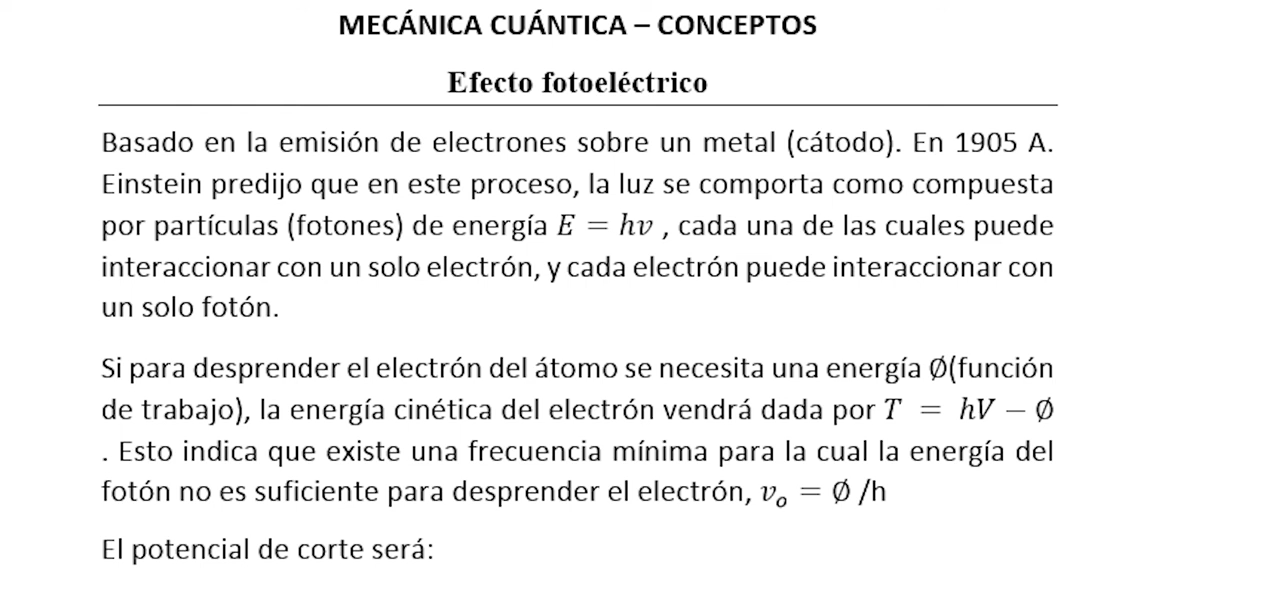 MECÁNICA CUÁNTICA – CONCEPTOS
Efecto fotoeléctrico
Basado en la emisión de electrones sobre un metal (cátodo). En 1905 A.
Einstein predijo que en este proceso, la luz se comporta como compuesta
por partículas (fotones) de energía E = hv , cada una de las cuales puede
interaccionar con un solo electrón, y cada electrón puede interaccionar con
un solo fotón.
Si para desprender el electrón del átomo se necesita una energía Ø(función
de trabajo), la energía cinética del electrón vendrá dada por T = hV − Ø
. Esto indica que existe una frecuencia mínima para la cual la energía del
fotón no es suficiente para desprender el electrón, vₒ = Ø /h
El potencial de corte será: